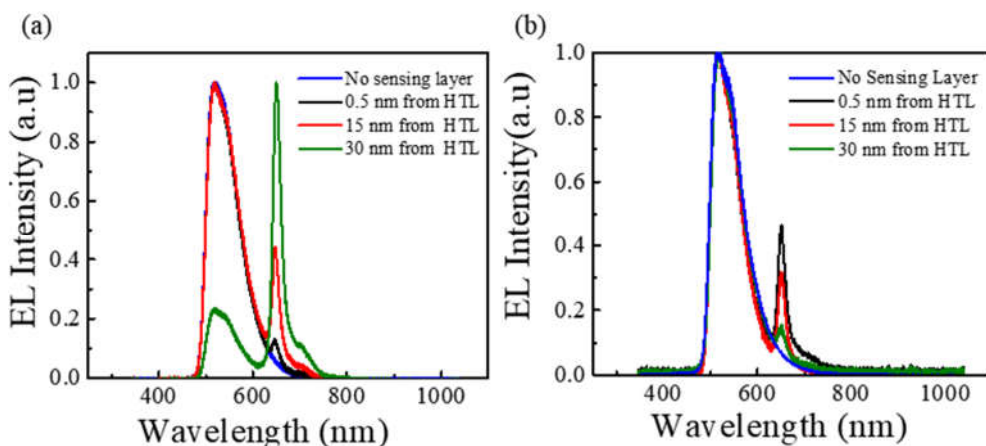 (a)
EL Intensity (a.u)
1.0
0.8
0.6
0.4
0.2
0.0
No sensing layer
0.5 nm from HTL
15 nm from HTL
30 nm from HTL
400 600 800 1000
Wavelength (nm)
(b)
EL Intensity(a.u)
1.0
0.8
0.6
0.4
0.2
0.0
No Sensing Layer
0.5 nm from HTL
15 nm from HTL
30 nm from HTL
400 600 800 1000
Wavelength (nm)